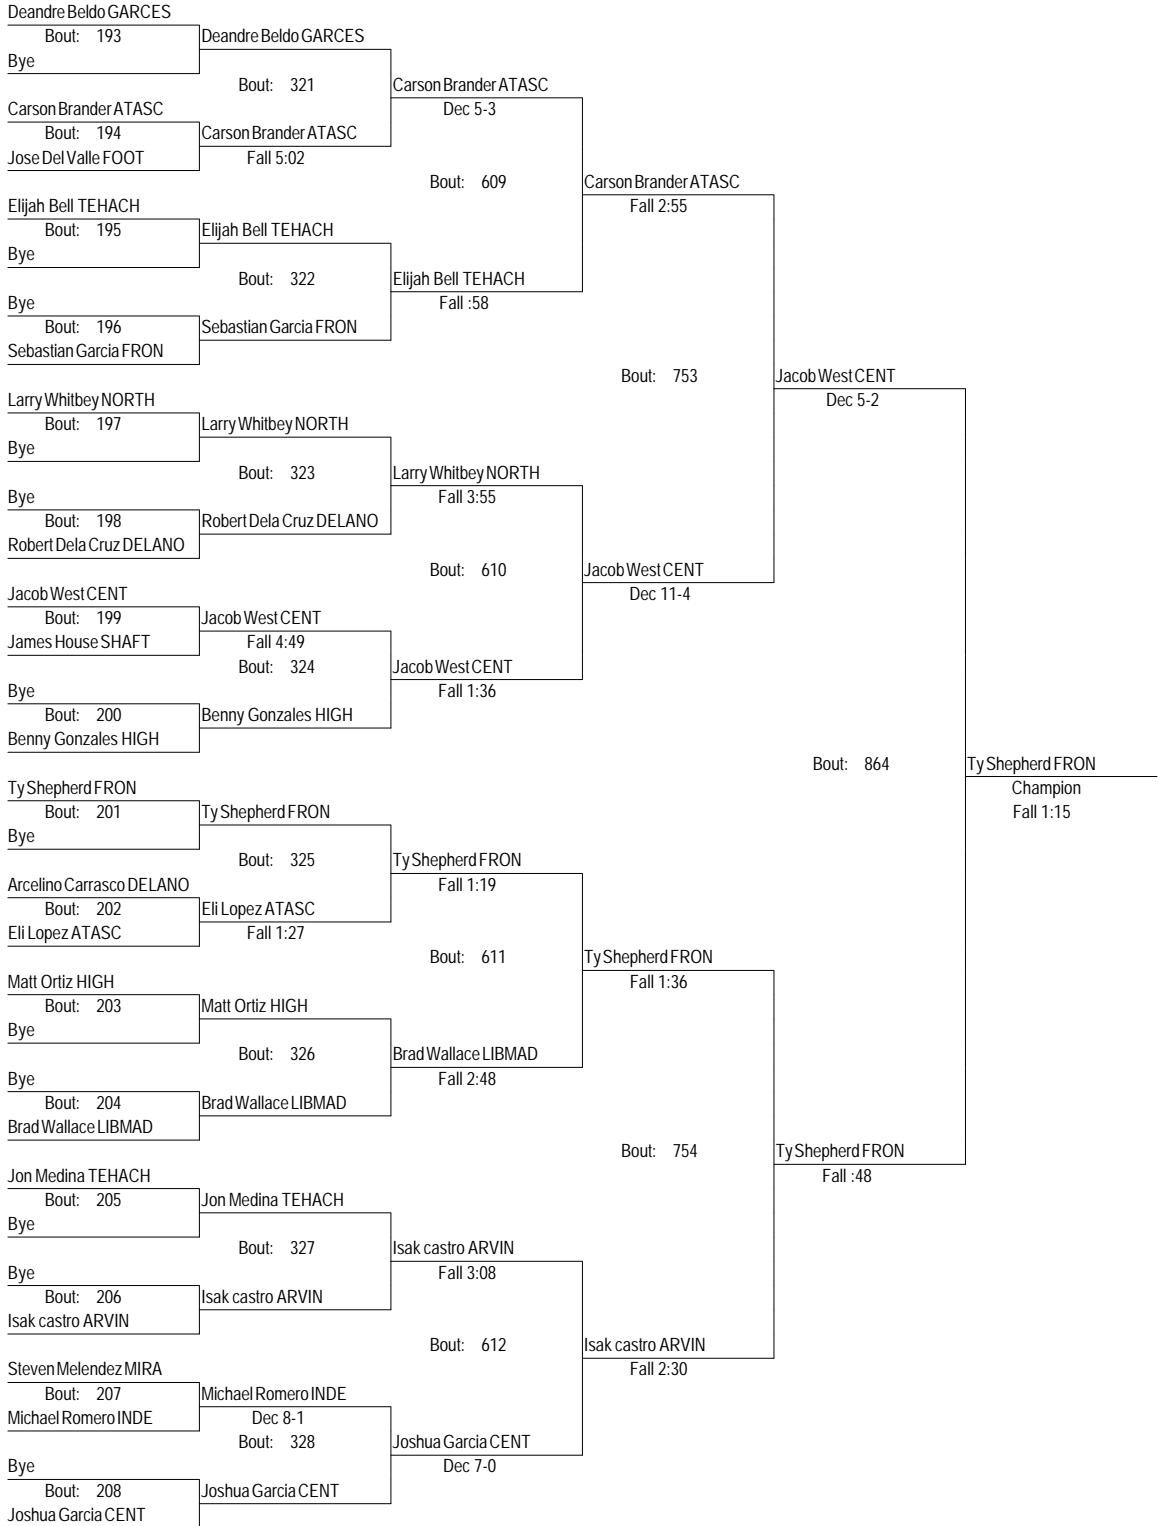 Deandre Beldo GARCES
Bout: 193
Deandre Beldo GARCES
Bye
Bout: 321
Carson Brander ATASC
Carson Brander ATASC
Dec 5-3
Bout: 194
Carson Brander ATASC
Jose Del Valle FOOT
Fall 5:02
Bout: 609
Carson Brander ATASC
Elijah Bell TEHACH
Fall 2:55
Bout: 195
Elijah Bell TEHACH
Bye
Bout: 322
Elijah Bell TEHACH
Bye
Fall :58
Bout: 196
Sebastian Garcia FRON
Sebastian Garcia FRON
Bout: 753
Jacob West CENT
Larry Whitbey NORTH
Dec 5-2
Bout: 197
Larry Whitbey NORTH
Bye
Bout: 323
Larry Whitbey NORTH
Bye
Fall 3:55
Bout: 198
Robert Dela Cruz DELANO
Robert Dela Cruz DELANO
Bout: 610
Jacob West CENT
Jacob West CENT
Dec 11-4
Bout: 199
Jacob West CENT
James House SHAFT
Fall 4:49
Bout: 324
Jacob West CENT
Bye
Fall 1:36
Bout: 200
Benny Gonzales HIGH
Benny Gonzales HIGH
Bout: 864
Ty Shepherd FRON
Ty Shepherd FRON
Champion
Bout: 201
Ty Shepherd FRON
Fall 1:15
Bye
Bout: 325
Ty Shepherd FRON
Arcelino Carrasco DELANO
Fall 1:19
Bout: 202
Eli Lopez ATASC
Eli Lopez ATASC
Fall 1:27
Bout: 611
Ty Shepherd FRON
Matt Ortiz HIGH
Fall 1:36
Bout: 203
Matt Ortiz HIGH
Bye
Bout: 326
Brad Wallace LIBMAD
Bye
Fall 2:48
Bout: 204
Brad Wallace LIBMAD
Brad Wallace LIBMAD
Bout: 754
Ty Shepherd FRON
Jon Medina TEHACH
Fall :48
Bout: 205
Jon Medina TEHACH
Bye
Bout: 327
Isak castro ARVIN
Bye
Fall 3:08
Bout: 206
Isak castro ARVIN
Isak castro ARVIN
Bout: 612
Isak castro ARVIN
Steven Melendez MIRA
Fall 2:30
Bout: 207
Michael Romero INDE
Michael Romero INDE
Dec 8-1
Bout: 328
Joshua Garcia CENT
Bye
Dec 7-0
Bout: 208
Joshua Garcia CENT
Joshua Garcia CENT